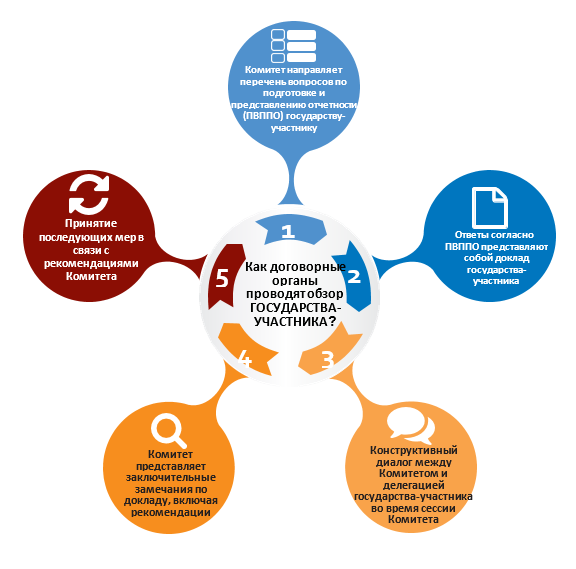 Комитет направляет
перечень вопросов по
подготовке и
представлению отчетности
(ПВППО) государству-
участнику
1
Ответы согласно
ПВППО представляют
собой доклад
государства-
участника
2
Конструктивный
диалог между
Комитетом и
делегацией
государства-участника
во время сессии
Комитета
3
Комитет
представляет
заключительные
замечания по
докладу, включая
рекомендации
4
Принятие
последующих мер в
связи с
рекомендациями
Комитета
5
Как договорные
органы
проводят обзор
ГОСУДАРСТВА-
УЧАСТНИКА?